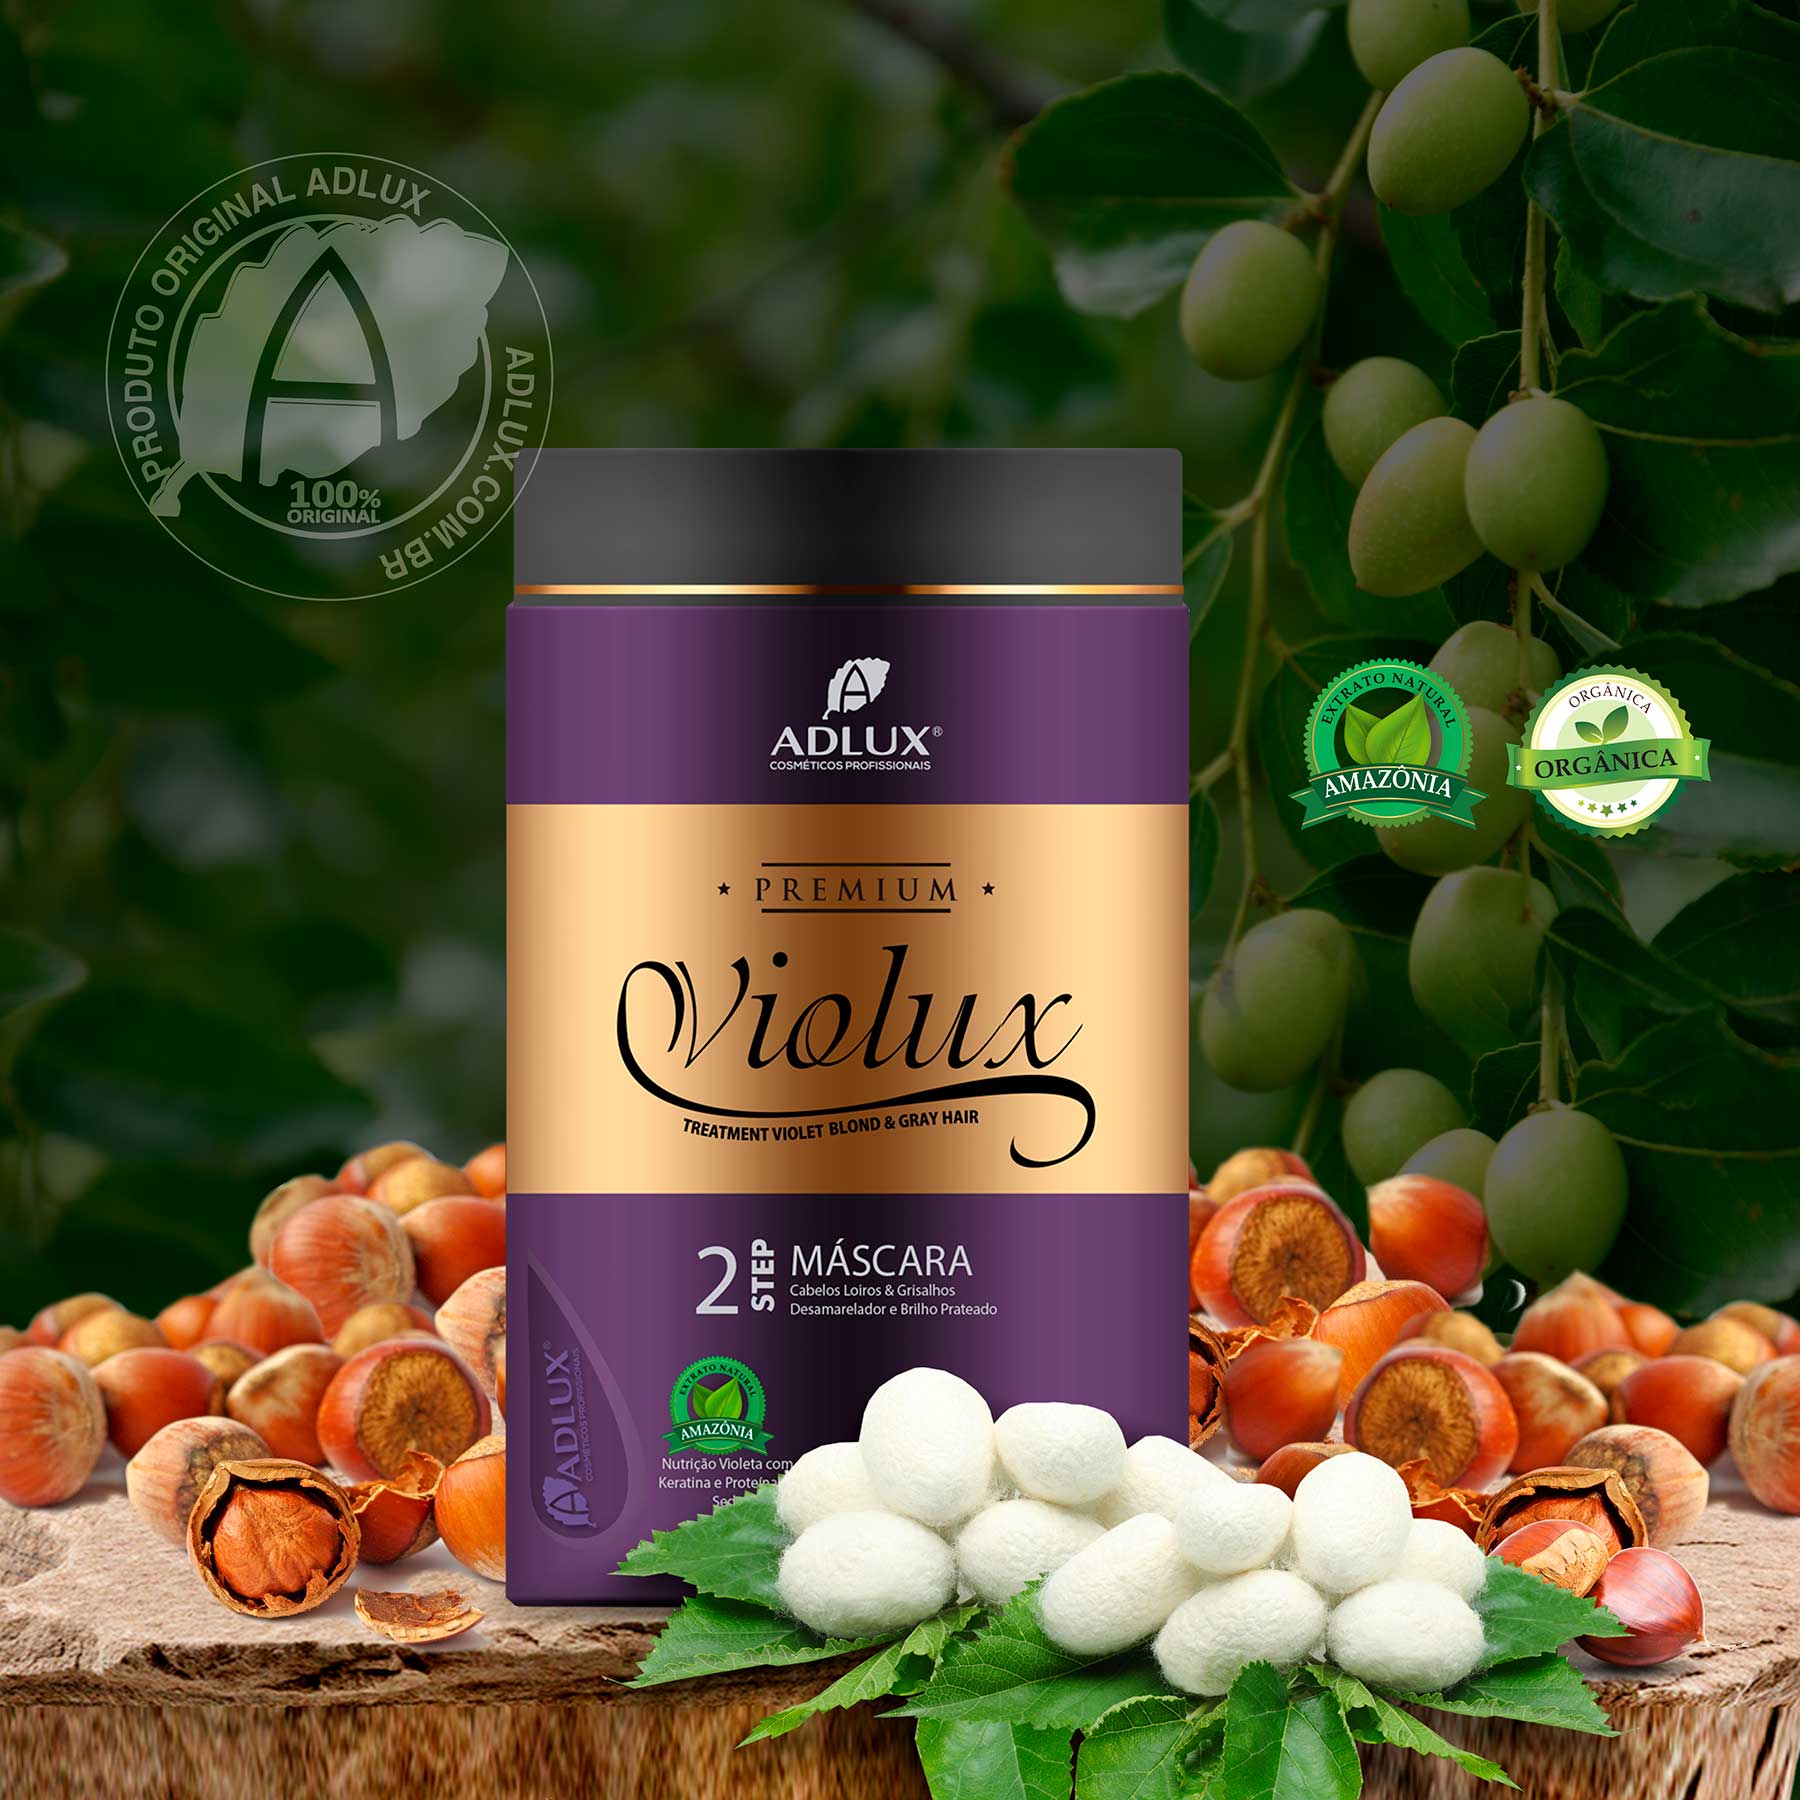 PRODUTO ORIGINAL ADLUX
ADLUX.COM.BR
A
100%
ORIGINAL
A
ADLUX®
COSMÉTICOS PROFISSIONAIS
EXTRATO NATURAL
AMAZÔNIA
ORGÂNICA
ORGÂNICA
PREMIUM
Violux
TREATMENT VIOLET BLOND & GRAY HAIR
2 STEP
MÁSCARA
Cabelos Loiros & Grisalhos
Desamarelador e Brilho Prateado
ADLUX®
COSMÉTICOS PROFISSIONAIS
EXTRATO NATURAL
AMAZÔNIA
Nutrição Violeta com
Keratina e Proteína